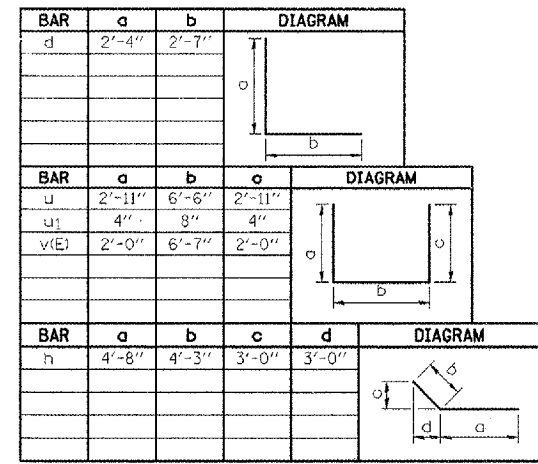 BAR a b DIAGRAM
d 2'-4" 2'-7"
a
b
BAR a b c DIAGRAM
u 2'-11" 6'-6" 2'-11"
u1 4" 8" 4"
v(E) 2'-0" 6'-7" 2'-0"
a
c
b
BAR a b c d DIAGRAM
h 4'-8" 4'-3" 3'-0" 3'-0"
b
c
d a